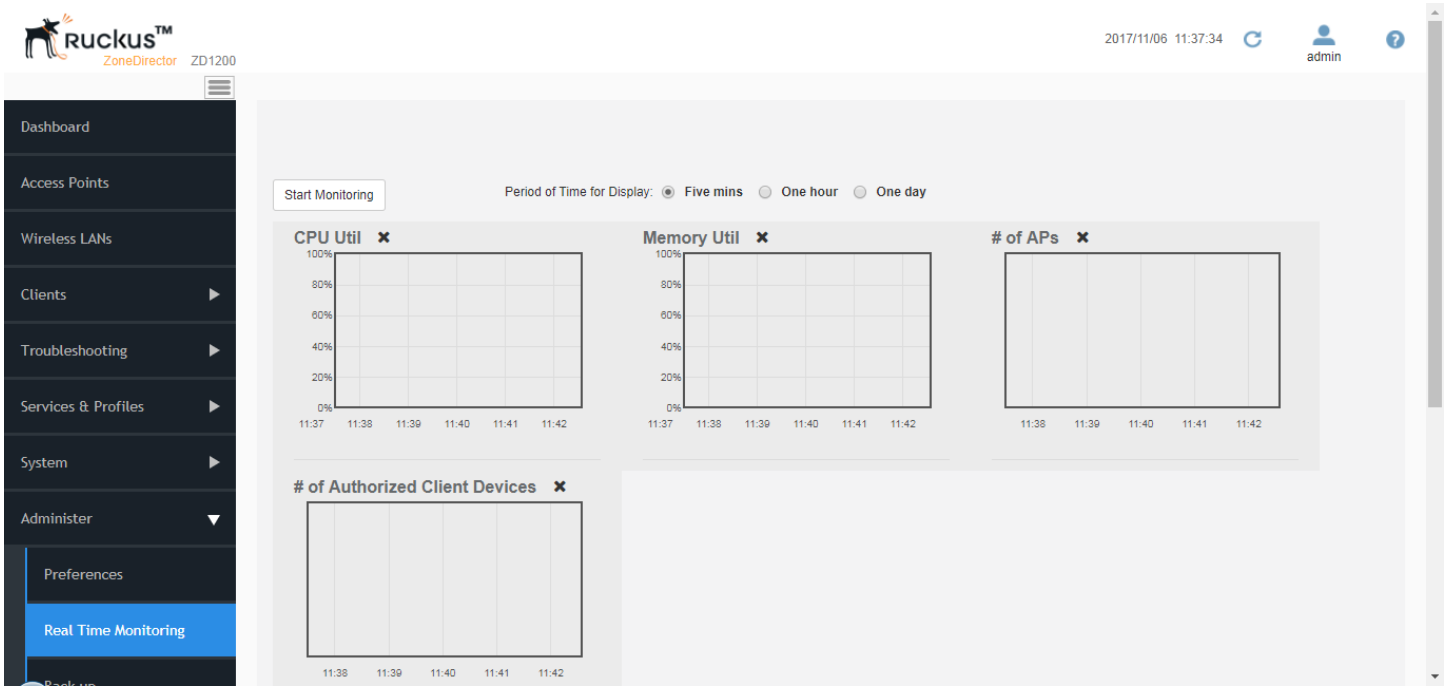 Ruckus™
ZoneDirector ZD1200
2017/11/06 11:37:34
admin
?
Dashboard
Access Points
Wireless LANs
Clients
Troubleshooting
Services & Profiles
System
Administer
Preferences
Real Time Monitoring
Back up
Start Monitoring
Period of Time for Display: Five mins One hour One day
CPU Util
100%
80%
60%
40%
20%
0%
11:37 11:38 11:39 11:40 11:41 11:42
Memory Util
100%
80%
60%
40%
20%
0%
11:37 11:38 11:39 11:40 11:41 11:42
# of APs
11:38 11:39 11:40 11:41 11:42
# of Authorized Client Devices
11:38 11:39 11:40 11:41 11:42